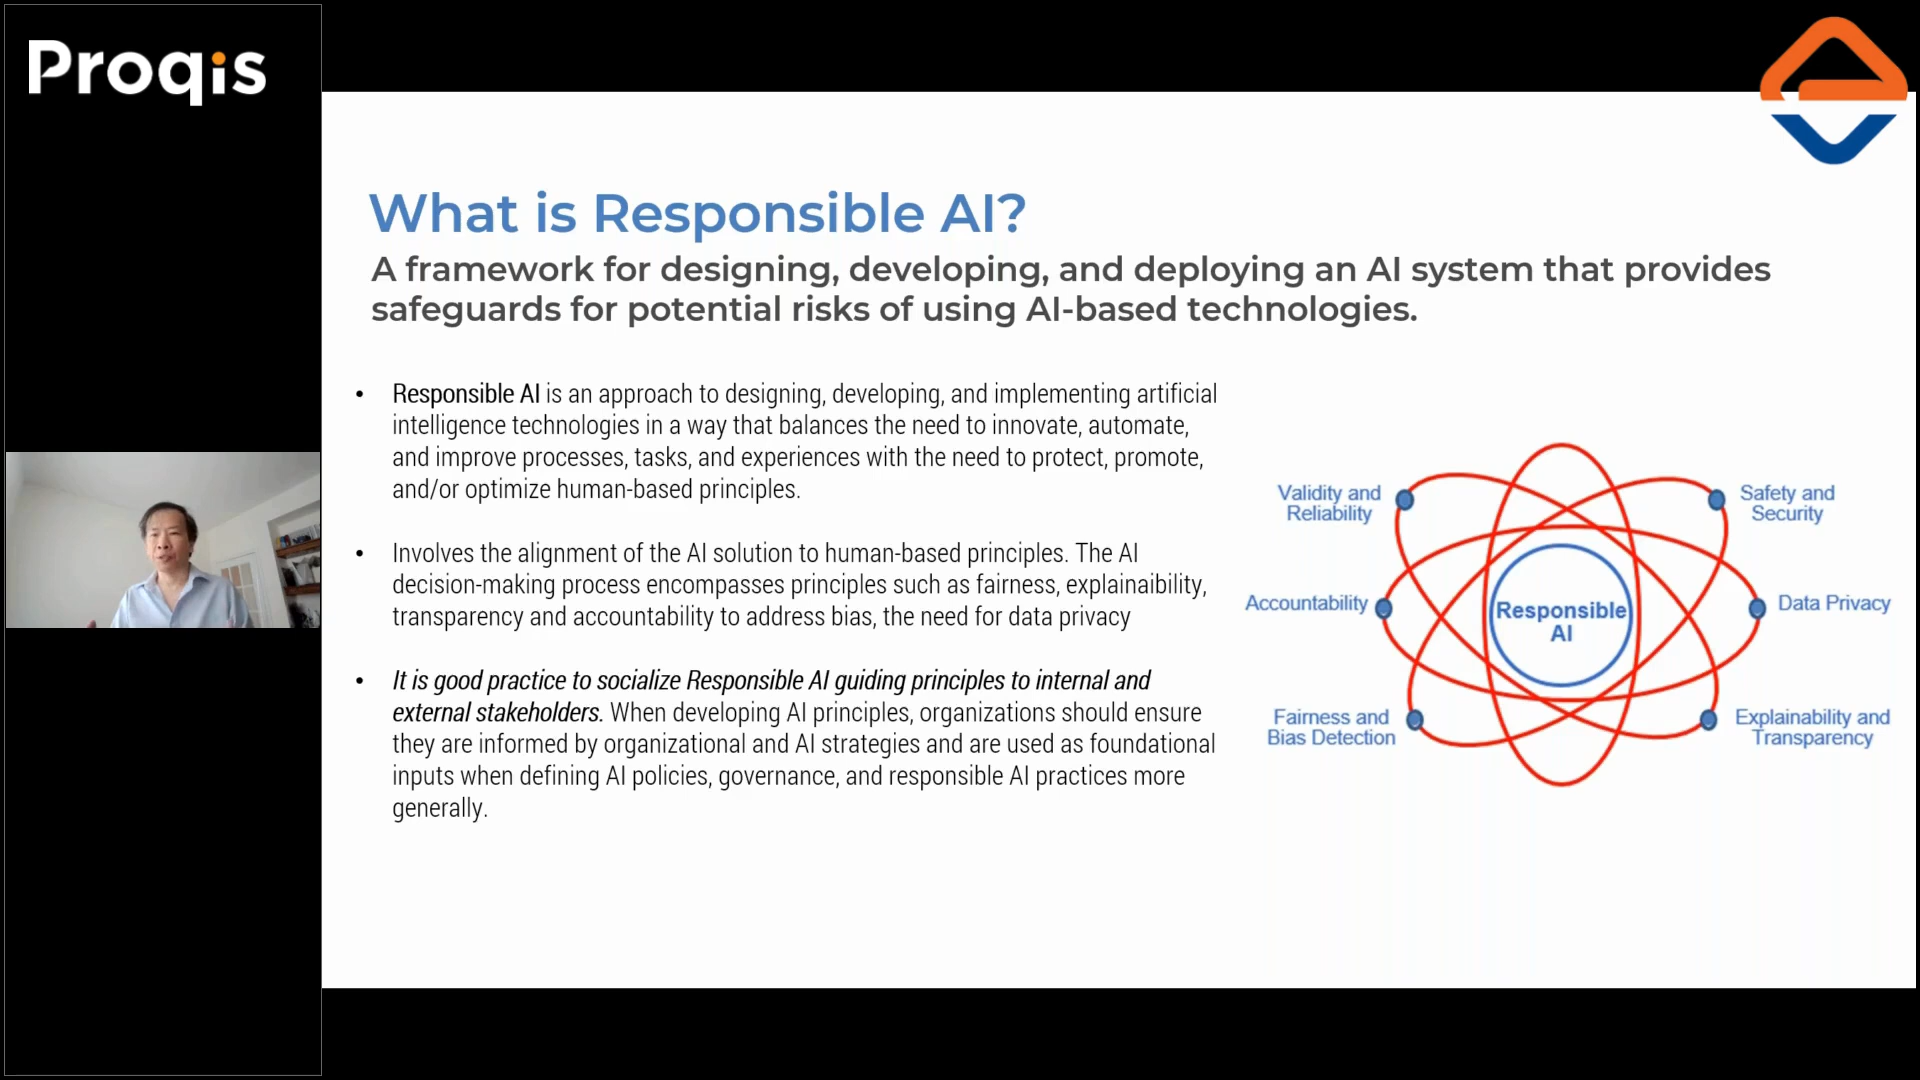 Proqis
What is Responsible AI?
A framework for designing, developing, and deploying an AI system that provides
safeguards for potential risks of using AI-based technologies.
• Responsible AI is an approach to designing, developing, and implementing artificial
intelligence technologies in a way that balances the need to innovate, automate,
and improve processes, tasks, and experiences with the need to protect, promote,
and/or optimize human-based principles.
• Involves the alignment of the AI solution to human-based principles. The AI
decision-making process encompasses principles such as fairness, explainaibility,
transparency and accountability to address bias, the need for data privacy
• It is good practice to socialize Responsible AI guiding principles to internal and
external stakeholders. When developing AI principles, organizations should ensure
they are informed by organizational and AI strategies and are used as foundational
inputs when defining AI policies, governance, and responsible AI practices more
generally.
Validity and
Reliability
Safety and
Security
Accountability
Responsible
AI
Data Privacy
Fairness and
Bias Detection
Explainability and
Transparency